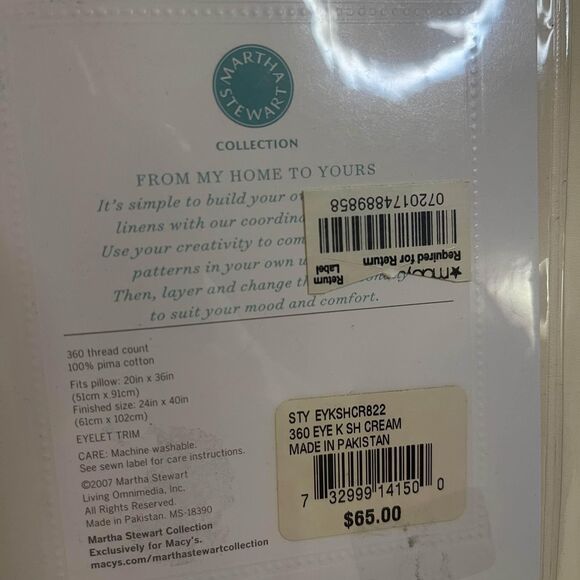 MARTHA
STEWART
COLLECTION
FROM MY HOME TO YOURS
It's simple to build your
linens with our
Use your creativity to
patterns in your own
Then, layer and change
to suit your mood and comfort.
Return
Label
★macys
Required for Return
0720174889858
360 thread count
100% pima cotton
Fits pillow: 20in x 36in
(51cm x 91cm)
Finished size: 24in x 40in
(61cm x 102cm)
EYELET TRIM
CARE: Machine washable.
See sewn label for care instructions.
©2007 Martha Stewart
Living Omnimedia, Inc.
All Rights Reserved.
Made in Pakistan. MS-18390
Martha Stewart Collection
Exclusively for Macy's.
macys.com/marthastewartcollection
STY EYKSHCR822
360 EYE K SH CREAM
MADE IN PAKISTAN
7 32999 14150 0
$65.00